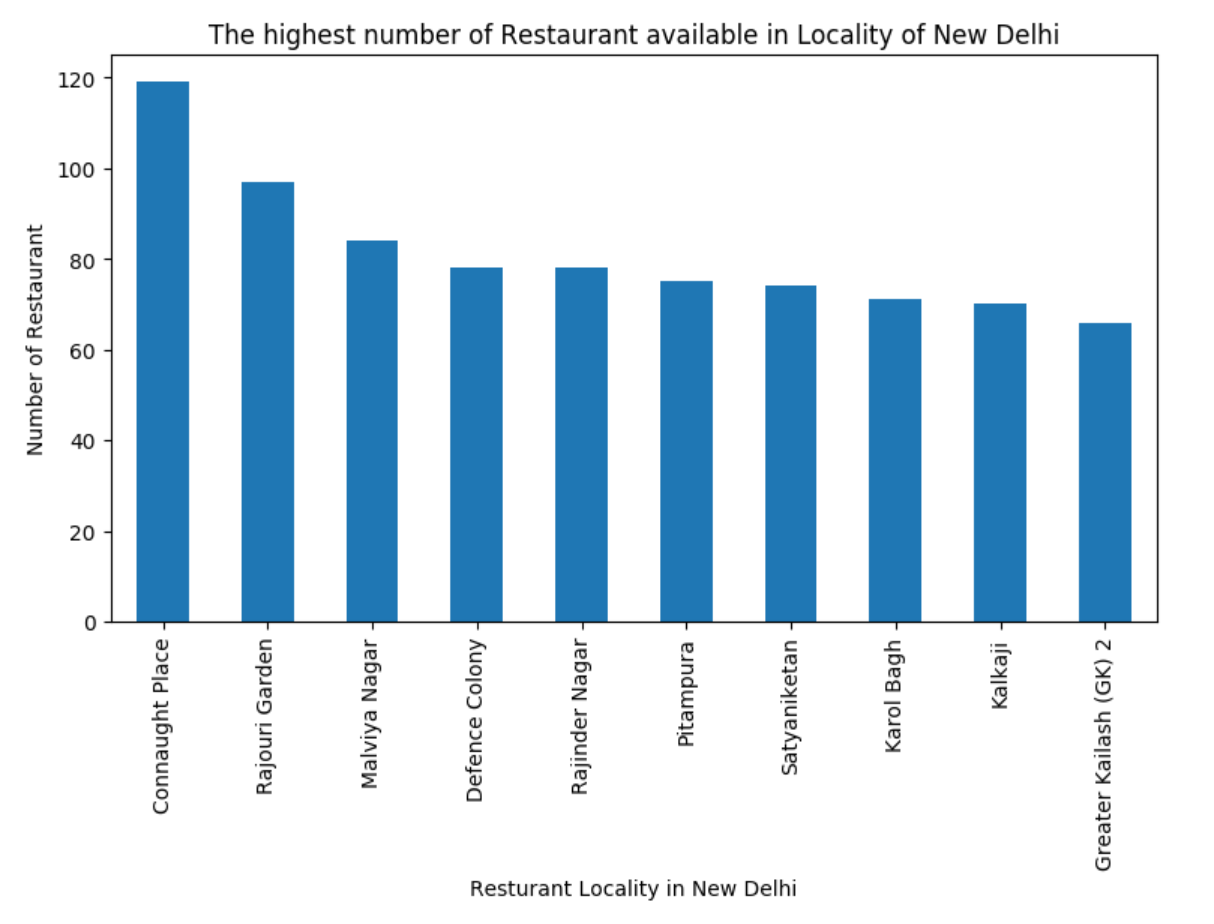 The highest number of Restaurant available in Locality of New Delhi
Number of Restaurant
120
100
80
60
40
20
0
Connaught Place
Rajouri Garden
Malviya Nagar
Defence Colony
Rajinder Nagar
Pitampura
Satyaniketan
Karol Bagh
Kalkaji
Greater Kailash (GK) 2
Resturant Locality in New Delhi